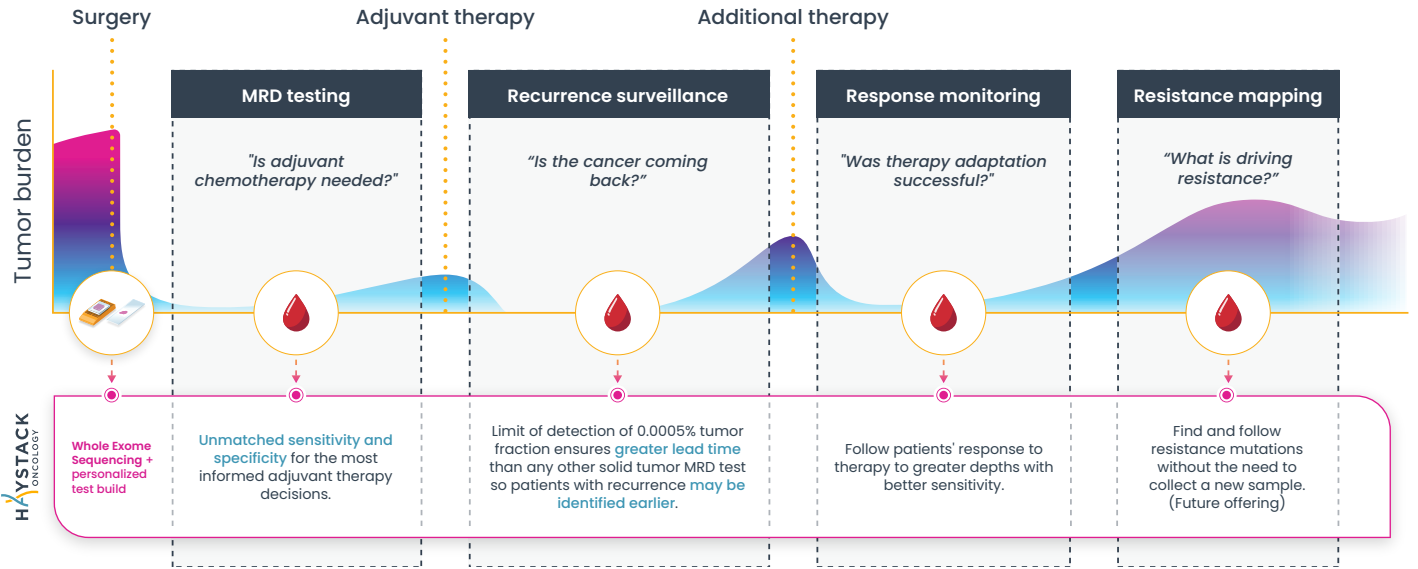 Surgery
Adjuvant therapy
Additional therapy
Tumor burden
MRD testing
"Is adjuvant
chemotherapy needed?"
Recurrence surveillance
“Is the cancer coming
back?”
Response monitoring
"Was therapy adaptation
successful?"
Resistance mapping
“What is driving
resistance?”
HAYSTACK
ONCOLOGY
Whole Exome
Sequencing +
personalized
test build
Unmatched sensitivity and
specificity for the most
informed adjuvant therapy
decisions.
Limit of detection of 0.0005% tumor
fraction ensures greater lead time
than any other solid tumor MRD test
so patients with recurrence may be
identified earlier.
Follow patients' response to
therapy to greater depths with
better sensitivity.
Find and follow
resistance mutations
without the need to
collect a new sample.
(Future offering)